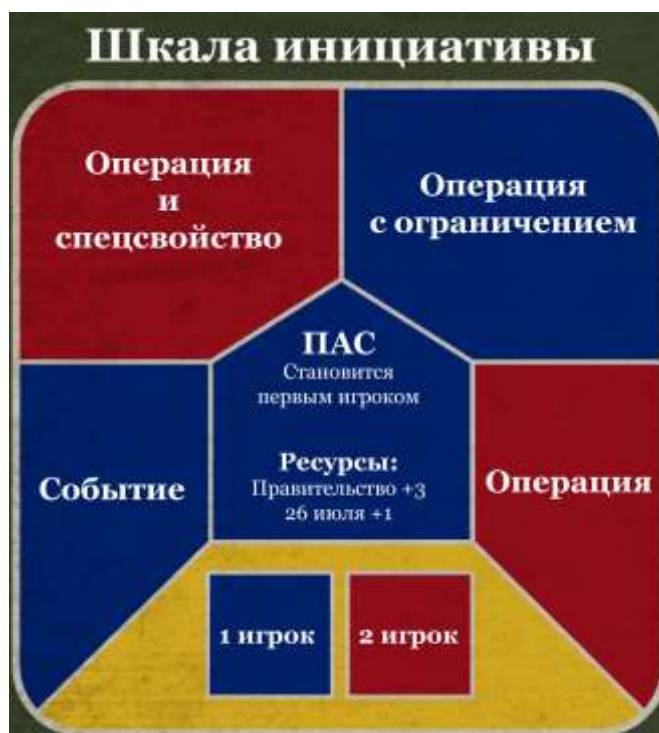 Шкала инициативы
Операция
и
спецсвойство
Операция
с ограничением
ПАС
Становится
первым игроком
Ресурсы:
Правительство +3
26 июля +1
Событие
Операция
1 игрок
2 игрок